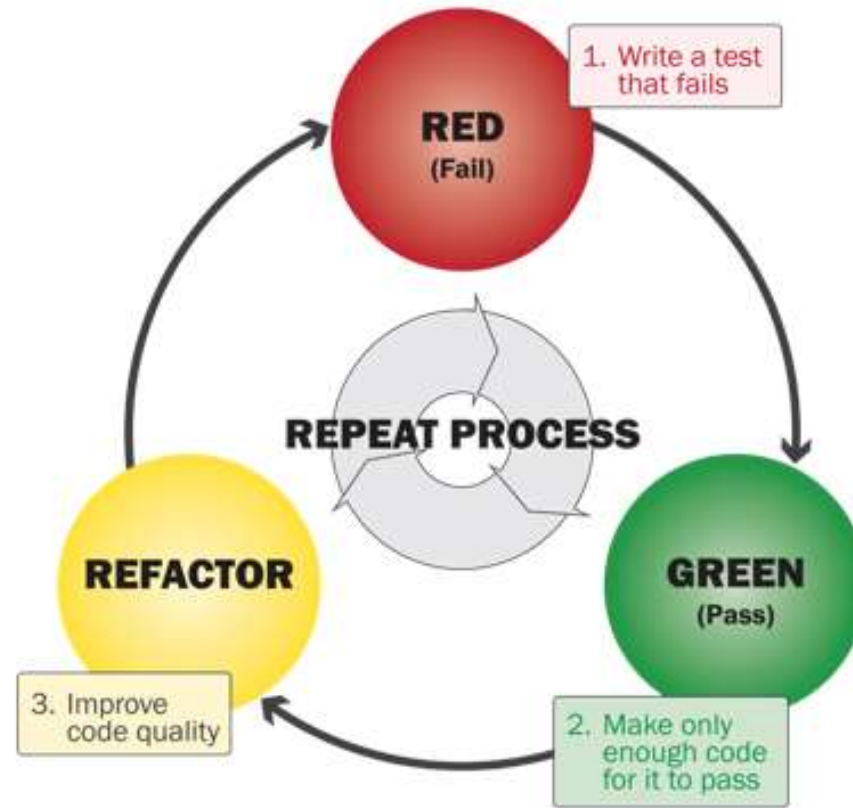 1. Write a test
that fails
RED
(Fail)
REPEAT PROCESS
REFACTOR
GREEN
(Pass)
3. Improve
code quality
2. Make only
enough code
for it to pass